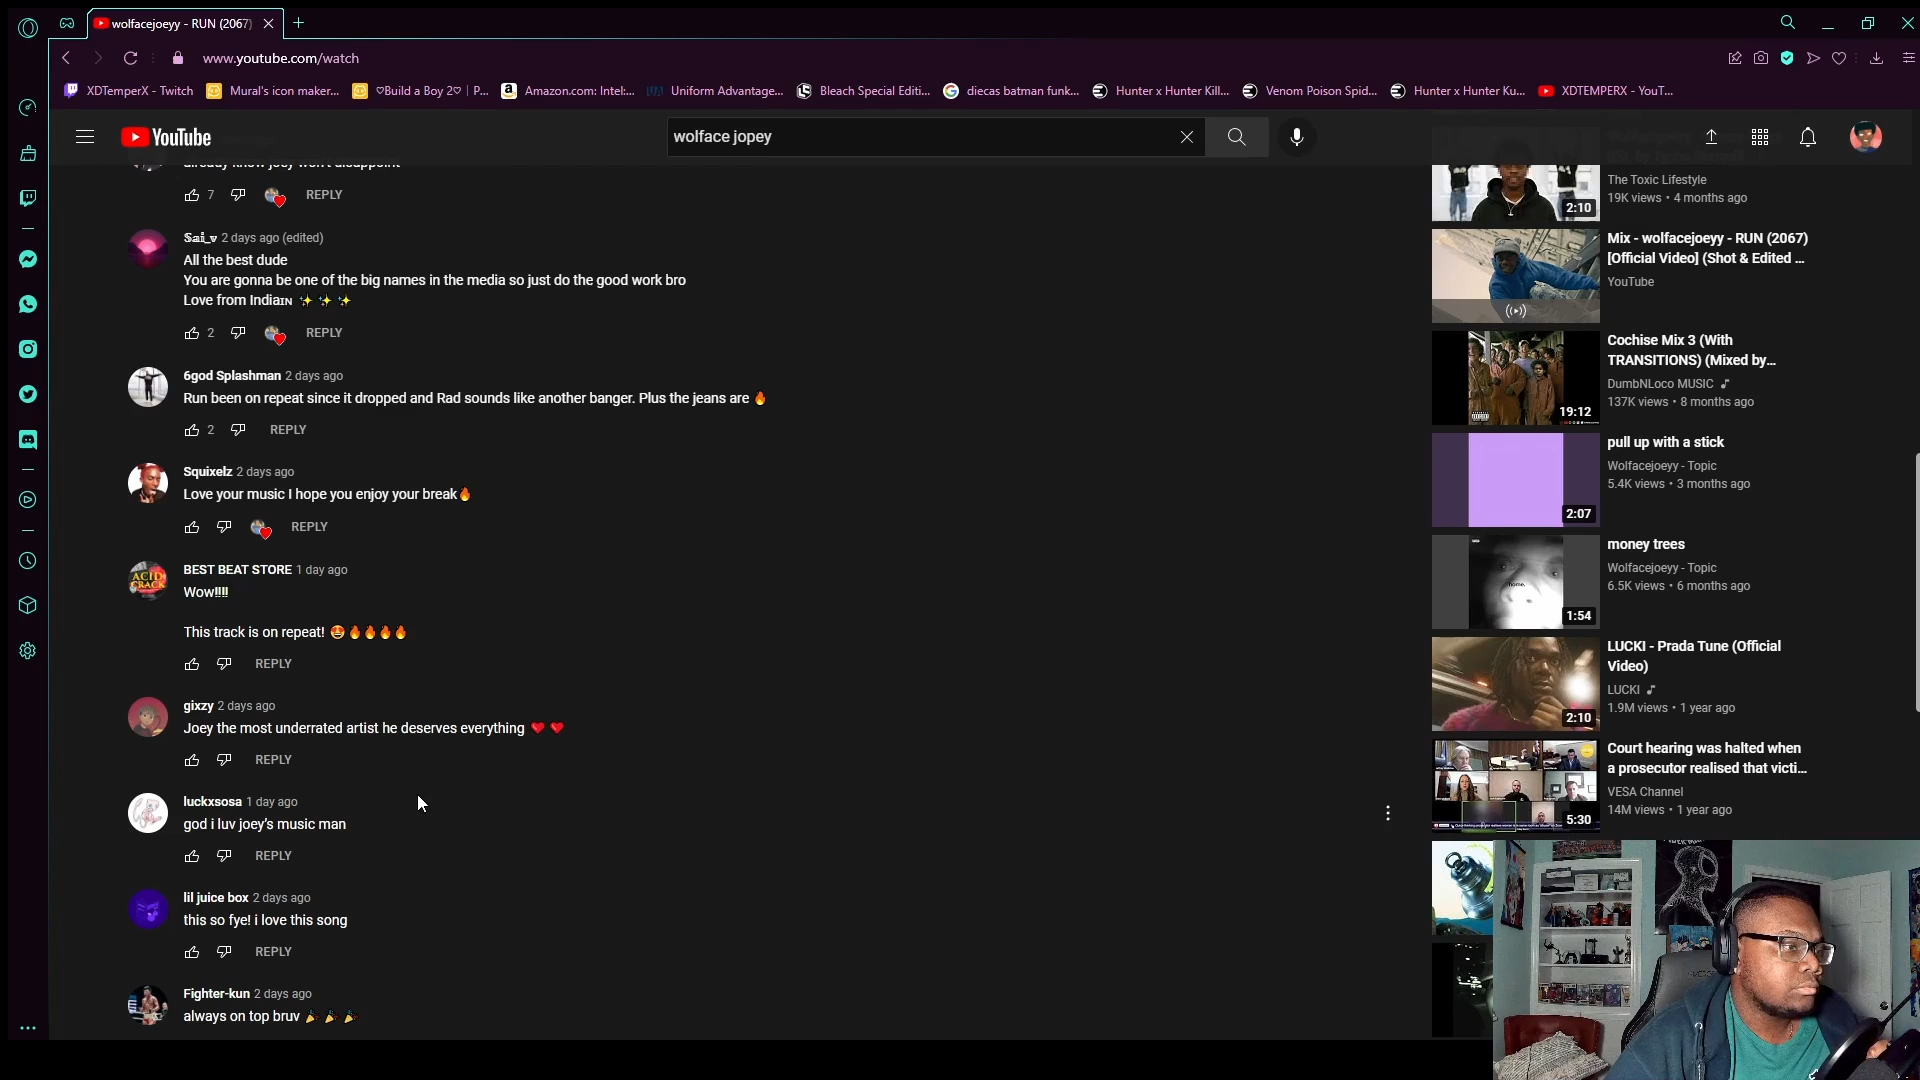 wolfacejoeyy - RUN (2067)
www.youtube.com/watch
XDTemperX - Twitch
Mural's icon maker...
♡Build a Boy 2♡ | P...
Amazon.com: Intel:...
Uniform Advantage...
Bleach Special Editi...
diecas batman funk...
Hunter x Hunter Kill...
Venom Poison Spid...
Hunter x Hunter Ku...
XDTEMPERX - YouT...
YouTube
wolface jopey
already know joey won't disappoint
7
REPLY
𝕊𝕒𝕚_𝕧 2 days ago (edited)
All the best dude
You are gonna be one of the big names in the media so just do the good work bro
Love from Indiaɪɴ ✨ ✨ ✨
2
REPLY
6god Splashman 2 days ago
Run been on repeat since it dropped and Rad sounds like another banger. Plus the jeans are 🔥
2
REPLY
Squixelz 2 days ago
Love your music I hope you enjoy your break🔥
REPLY
BEST BEAT STORE 1 day ago
Wow!!!!
This track is on repeat! 🤩🔥🔥🔥🔥
REPLY
gixzy 2 days ago
Joey the most underrated artist he deserves everything ❤️ ❤️
REPLY
luckxsosa 1 day ago
god i luv joey's music man
REPLY
lil juice box 2 days ago
this so fye! i love this song
REPLY
Fighter-kun 2 days ago
always on top bruv 🎉 🎉 🎉
ACID
CRACK
The Toxic Lifestyle
19K views • 4 months ago
2:10
Mix - wolfacejoeyy - RUN (2067)
[Official Video] (Shot & Edited ...
YouTube
Cochise Mix 3 (With
TRANSITIONS) (Mixed by...
DumbNLoco MUSIC
137K views • 8 months ago
19:12
pull up with a stick
Wolfacejoeyy - Topic
5.4K views • 3 months ago
2:07
money trees
Wolfacejoeyy - Topic
6.5K views • 6 months ago
home.
1:54
LUCKI - Prada Tune (Official
Video)
LUCKI
1.9M views • 1 year ago
2:10
Court hearing was halted when
a prosecutor realised that victi...
VESA Channel
14M views • 1 year ago
5:30